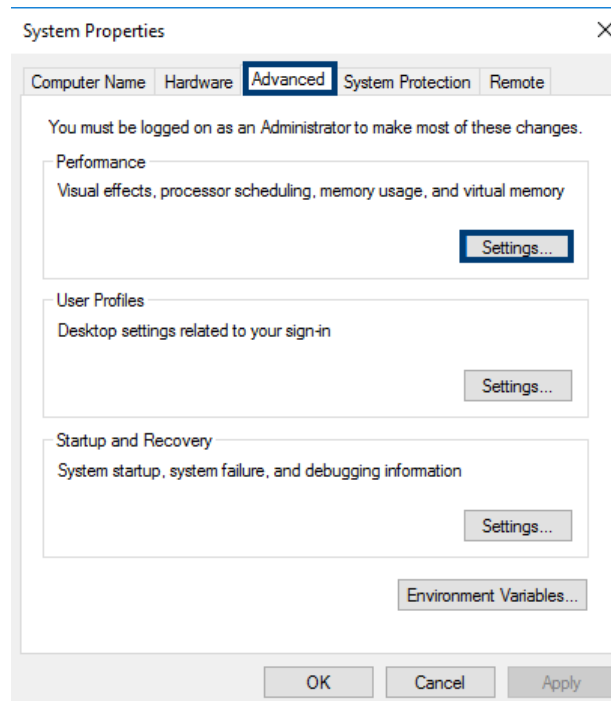 System Properties
Computer Name Hardware Advanced System Protection Remote
You must be logged on as an Administrator to make most of these changes.
Performance
Visual effects, processor scheduling, memory usage, and virtual memory
Settings...
User Profiles
Desktop settings related to your sign-in
Settings...
Startup and Recovery
System startup, system failure, and debugging information
Settings...
Environment Variables...
OK Cancel Apply